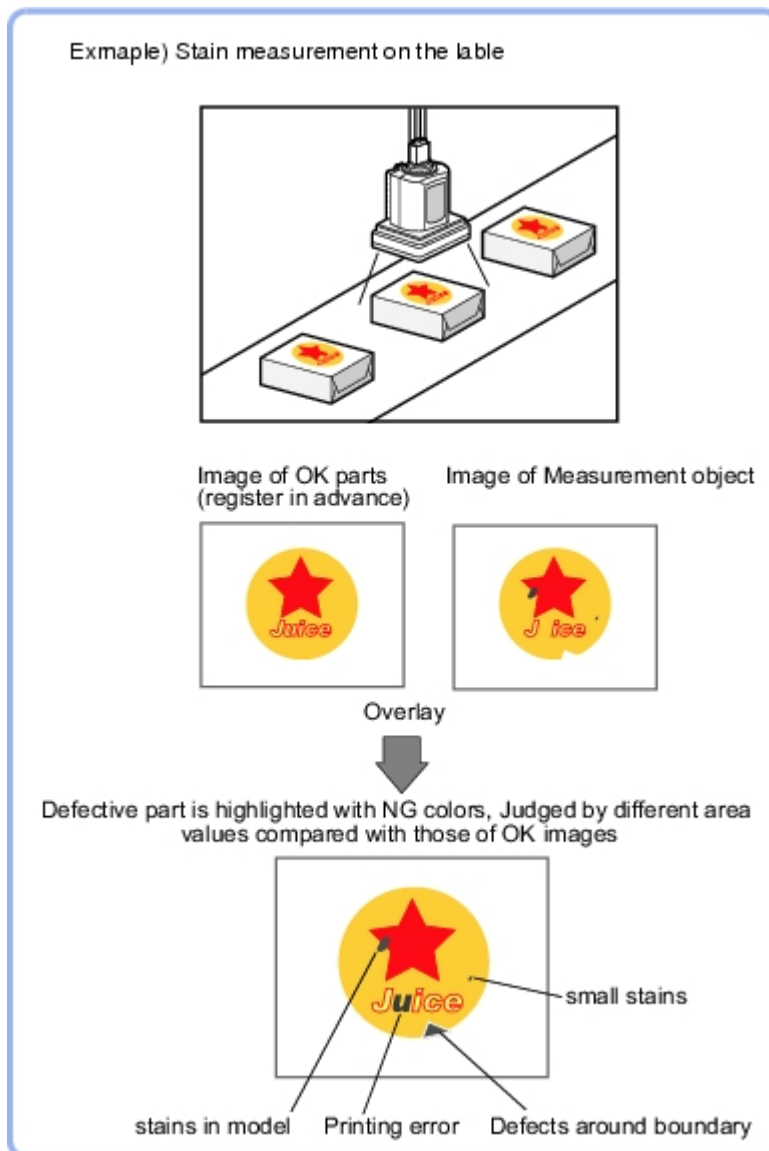 Exmaple) Stain measurement on the lable
Image of OK parts
(register in advance)
Image of Measurement object
Juice
J ice
Overlay
Defective part is highlighted with NG colors, Judged by different area
values compared with those of OK images
small stains
Juice
stains in model
Printing error
Defects around boundary